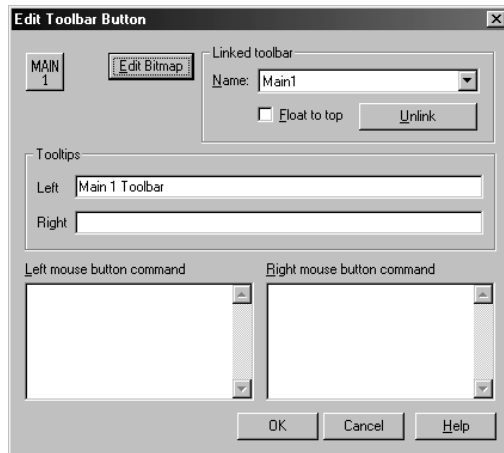 Edit Toolbar Button
MAIN
1
Edit Bitmap
Linked toolbar
Name: Main1
Float to top
Unlink
Tooltips
Left Main 1 Toolbar
Right
Left mouse button command Right mouse button command
OK Cancel Help